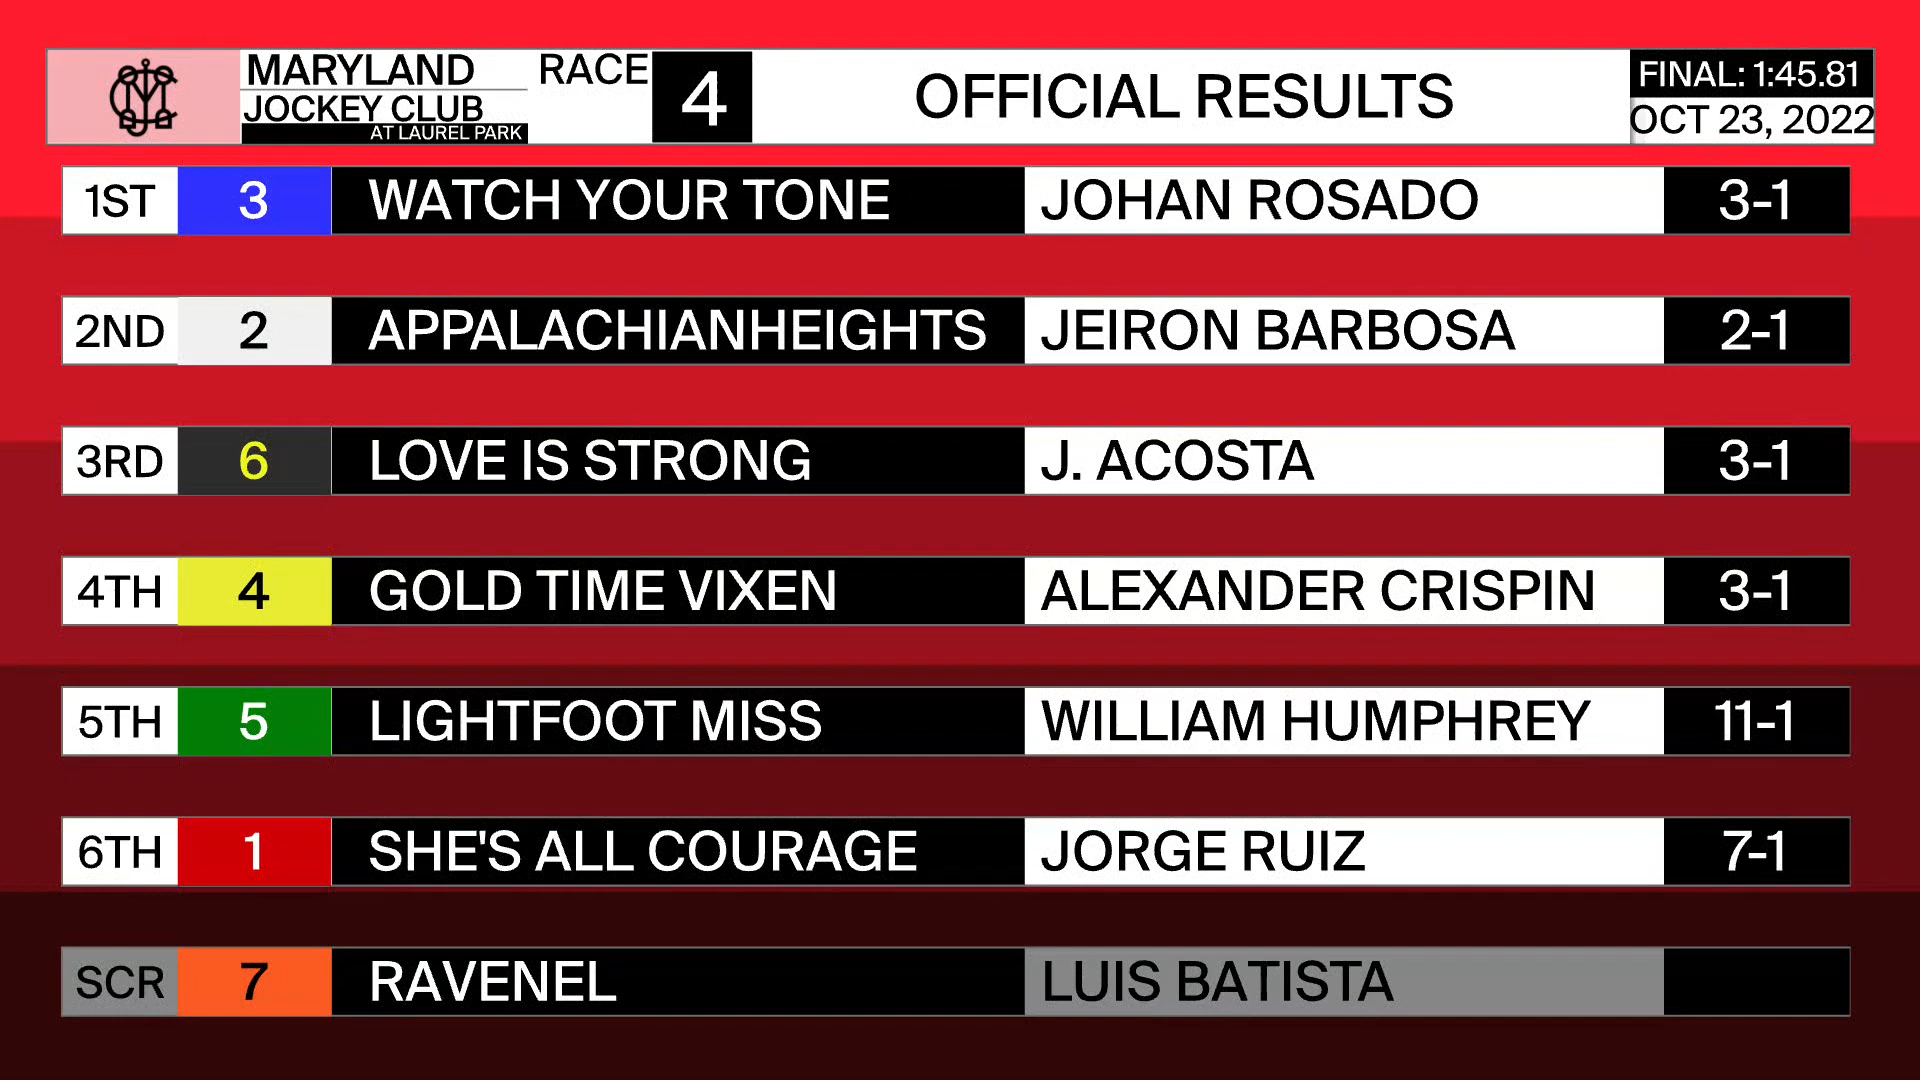 MARYLAND
JOCKEY CLUB
AT LAUREL PARK
RACE 4
OFFICIAL RESULTS
FINAL: 1:45.81
OCT 23, 2022
1ST 3 WATCH YOUR TONE JOHAN ROSADO 3-1
2ND 2 APPALACHIANHEIGHTS JEIRON BARBOSA 2-1
3RD 6 LOVE IS STRONG J. ACOSTA 3-1
4TH 4 GOLD TIME VIXEN ALEXANDER CRISPIN 3-1
5TH 5 LIGHTFOOT MISS WILLIAM HUMPHREY 11-1
6TH 1 SHE'S ALL COURAGE JORGE RUIZ 7-1
SCR 7 RAVENEL LUIS BATISTA